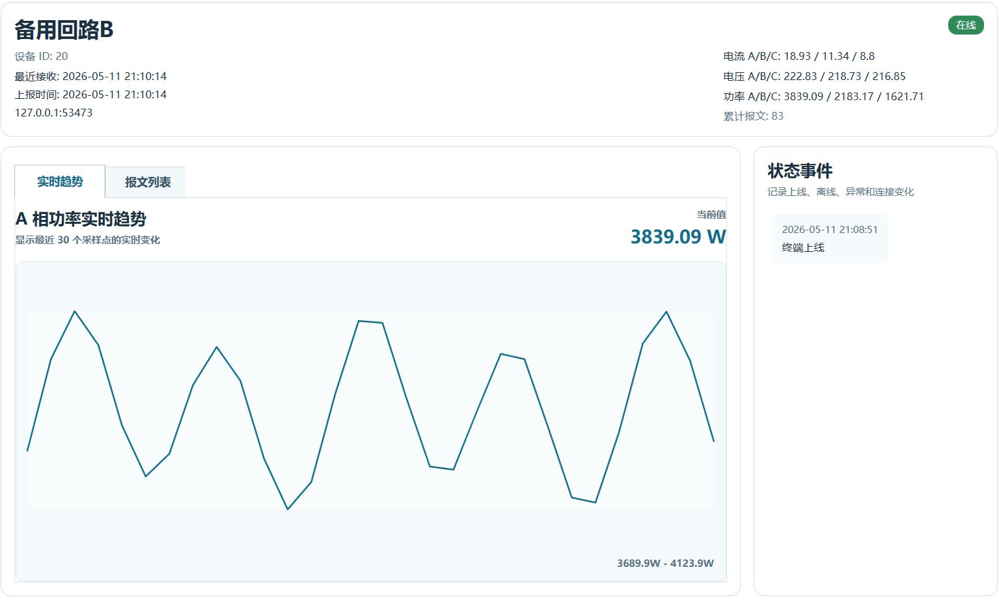 备用回路B
在线
设备 ID: 20
最近接收: 2026-05-11 21:10:14
上报时间: 2026-05-11 21:10:14
127.0.0.1:53473
电流 A/B/C: 18.93 / 11.34 / 8.8
电压 A/B/C: 222.83 / 218.73 / 216.85
功率 A/B/C: 3839.09 / 2183.17 / 1621.71
累计报文: 83
实时趋势
报文列表
A 相功率实时趋势
显示最近 30 个采样点的实时变化
当前值
3839.09 W
3689.9W - 4123.9W
状态事件
记录上线、离线、异常和连接变化
2026-05-11 21:08:51
终端上线